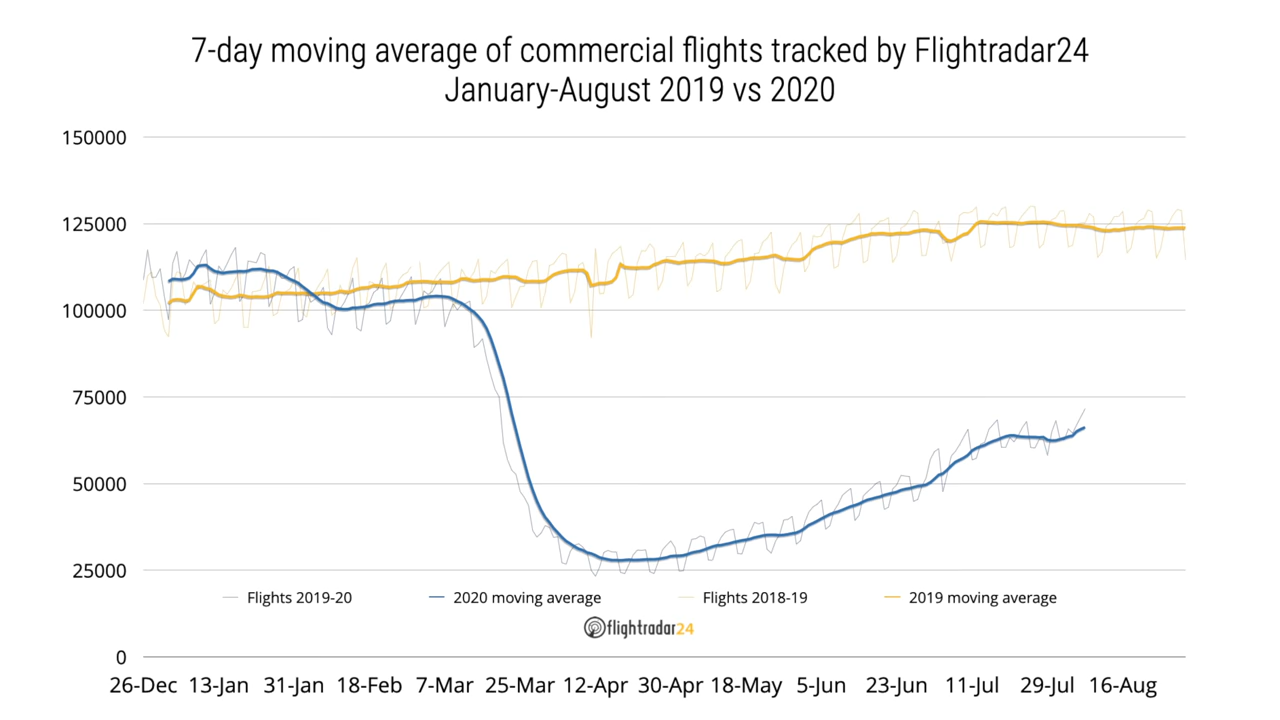 7-day moving average of commercial flights tracked by Flightradar24
January-August 2019 vs 2020
150000
125000
100000
75000
50000
25000
0
Flights 2019-20 2020 moving average Flights 2018-19 2019 moving average
flightradar24
26-Dec 13-Jan 31-Jan 18-Feb 7-Mar 25-Mar 12-Apr 30-Apr 18-May 5-Jun 23-Jun 11-Jul 29-Jul 16-Aug